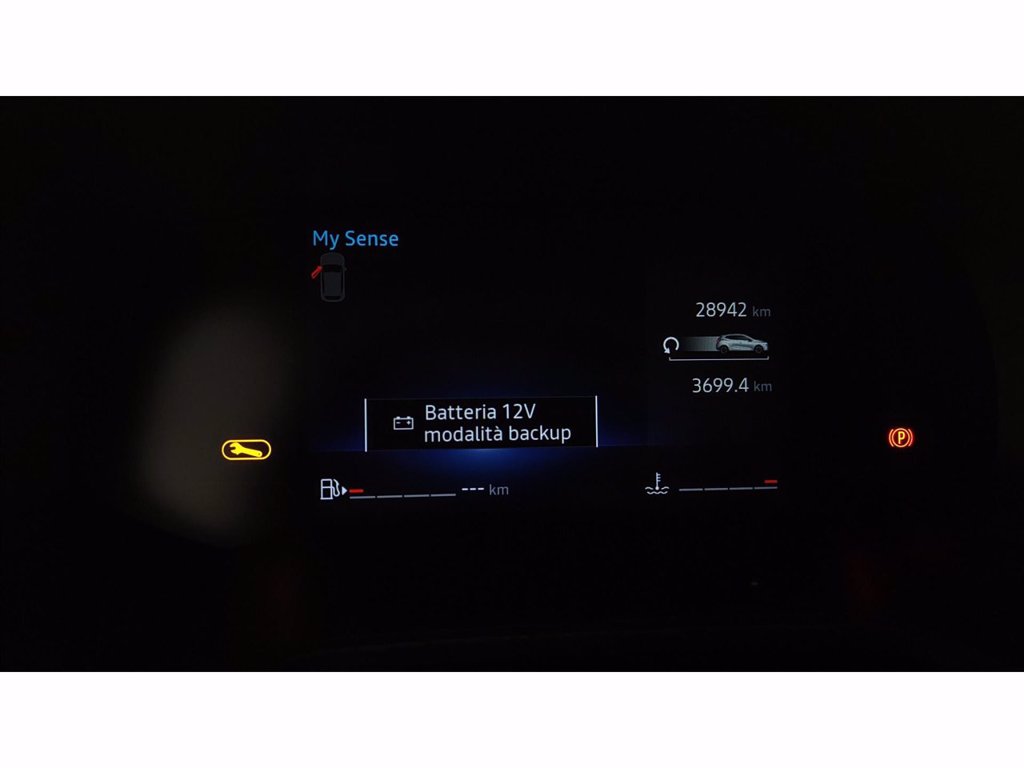 My Sense
28942 km
3699.4 km
Batteria 12V
modalità backup
--- km
P